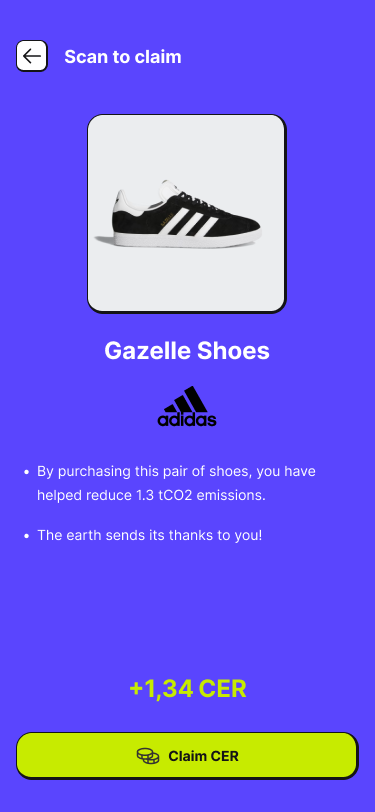 Scan to claim
Gazelle Shoes
adidas
• By purchasing this pair of shoes, you have
helped reduce 1.3 tCO2 emissions.
• The earth sends its thanks to you!
+1,34 CER
Claim CER